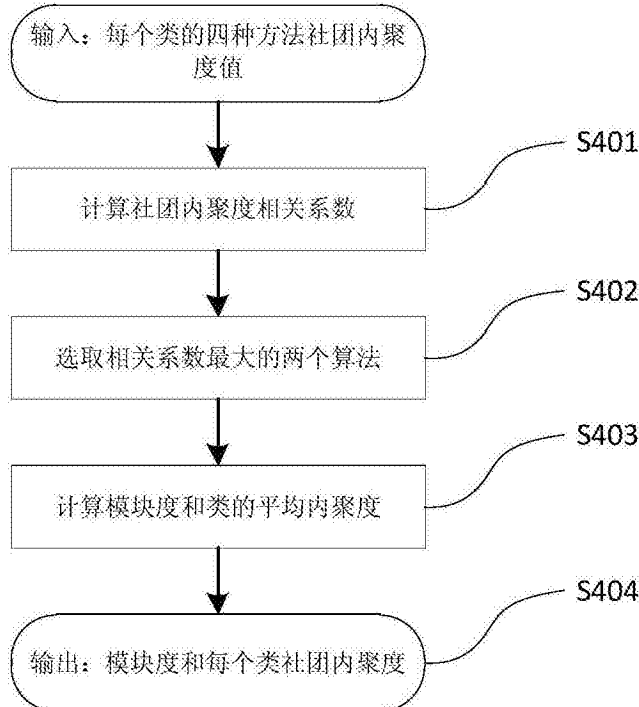 输入：每个类的四种方法社团内聚
度值
S401
计算社团内聚度相关系数
S402
选取相关系数最大的两个算法
S403
计算模块度和类的平均内聚度
S404
输出：模块度和每个类社团内聚度